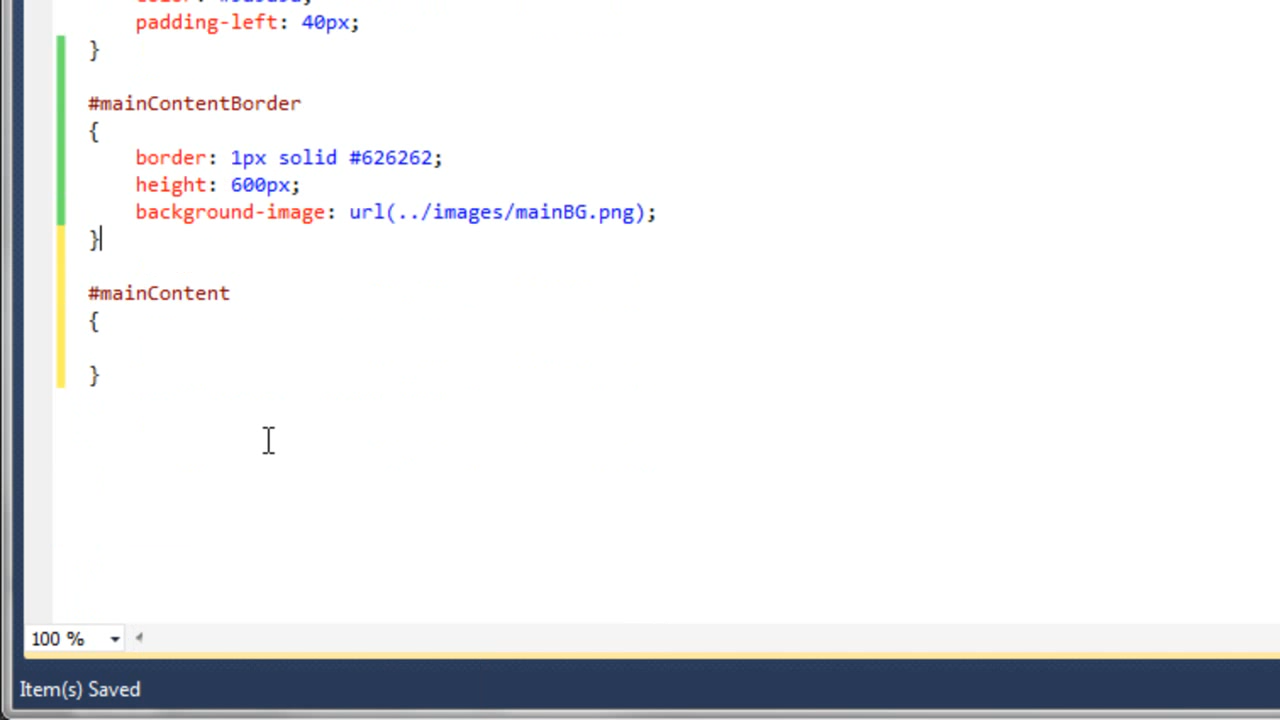 padding-left: 40px;
}
#mainContentBorder
{
border: 1px solid #626262;
height: 600px;
background-image: url(../images/mainBG.png);
}
#mainContent
{
}
100 %
Item(s) Saved